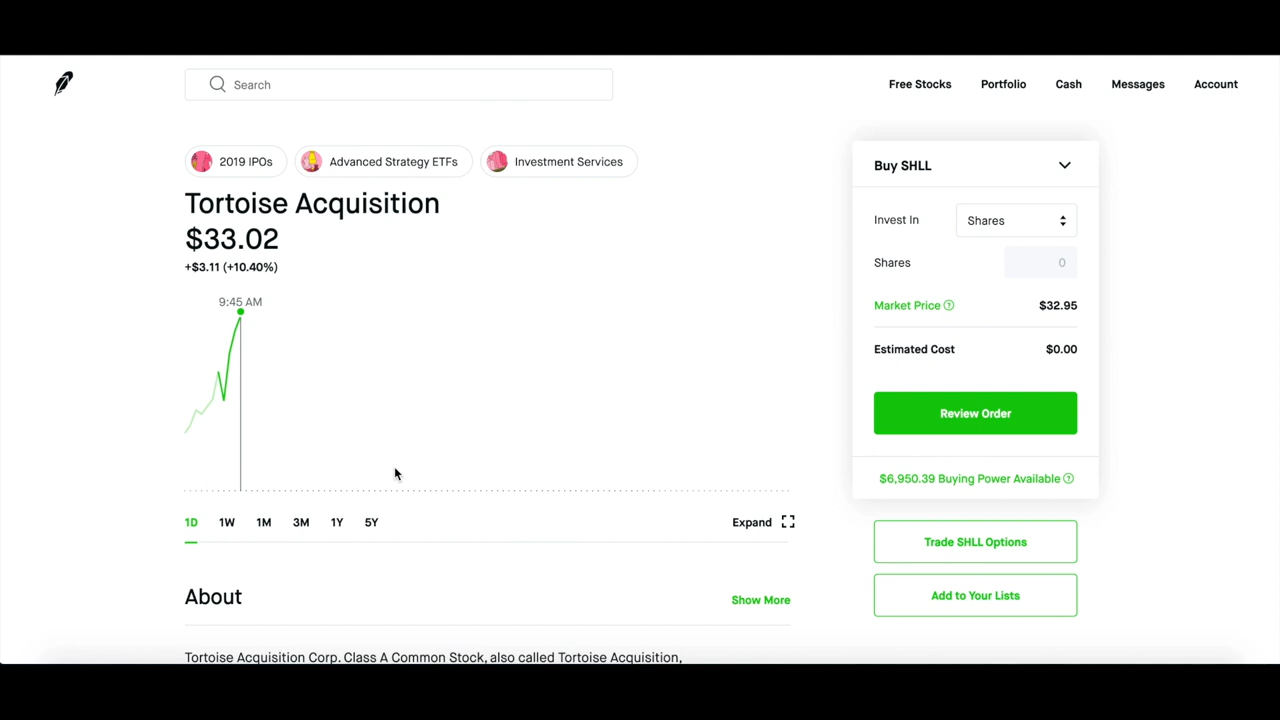 Search
Free Stocks
Portfolio
Cash
Messages
Account
2019 IPOs
Advanced Strategy ETFs
Investment Services
Tortoise Acquisition
$33.02
+$3.11 (+10.40%)
9:45 AM
1D
1W
1M
3M
1Y
5Y
Expand
About
Show More
Tortoise Acquisition Corp. Class A Common Stock, also called Tortoise Acquisition,
Buy SHLL
Invest In
Shares
Shares
0
Market Price ?
$32.95
Estimated Cost
$0.00
Review Order
$6,950.39 Buying Power Available ?
Trade SHLL Options
Add to Your Lists